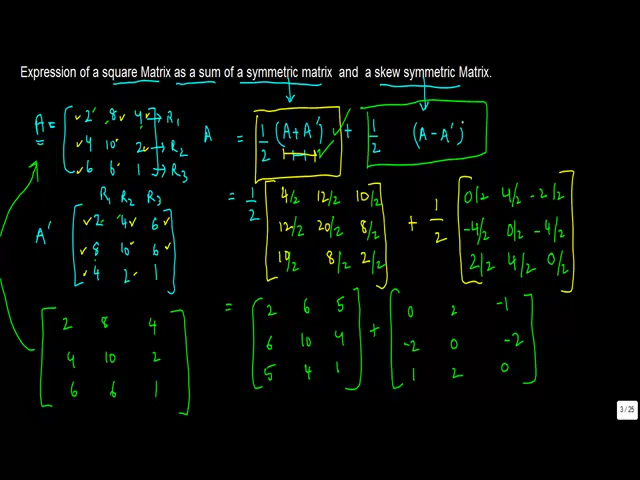 Expression of a square Matrix as a sum of a symmetric matrix and a skew symmetric Matrix.
A = [ 2 8 4 ] → R1
[ 4 10 2 ] → R2
[ 6 6 1 ] → R3
R1 R2 R3
A' [ 2 4 6 ]
[ 8 10 6 ]
[ 4 2 1 ]
[ 2 8 4 ]
[ 4 10 2 ]
[ 6 6 1 ]
A = 1/2 (A + A') + 1/2 (A - A')
= 1/2 [ 4/2 12/2 10/2 ] + 1/2 [ 0/2 4/2 -2/2 ]
[ 12/2 20/2 8/2 ] [ -4/2 0/2 -4/2 ]
[ 10/2 8/2 2/2 ] [ 2/2 4/2 0/2 ]
= [ 2 6 5 ] + [ 0 2 -1 ]
[ 6 10 4 ] [ -2 0 -2 ]
[ 5 4 1 ] [ 1 2 0 ]
3 / 25